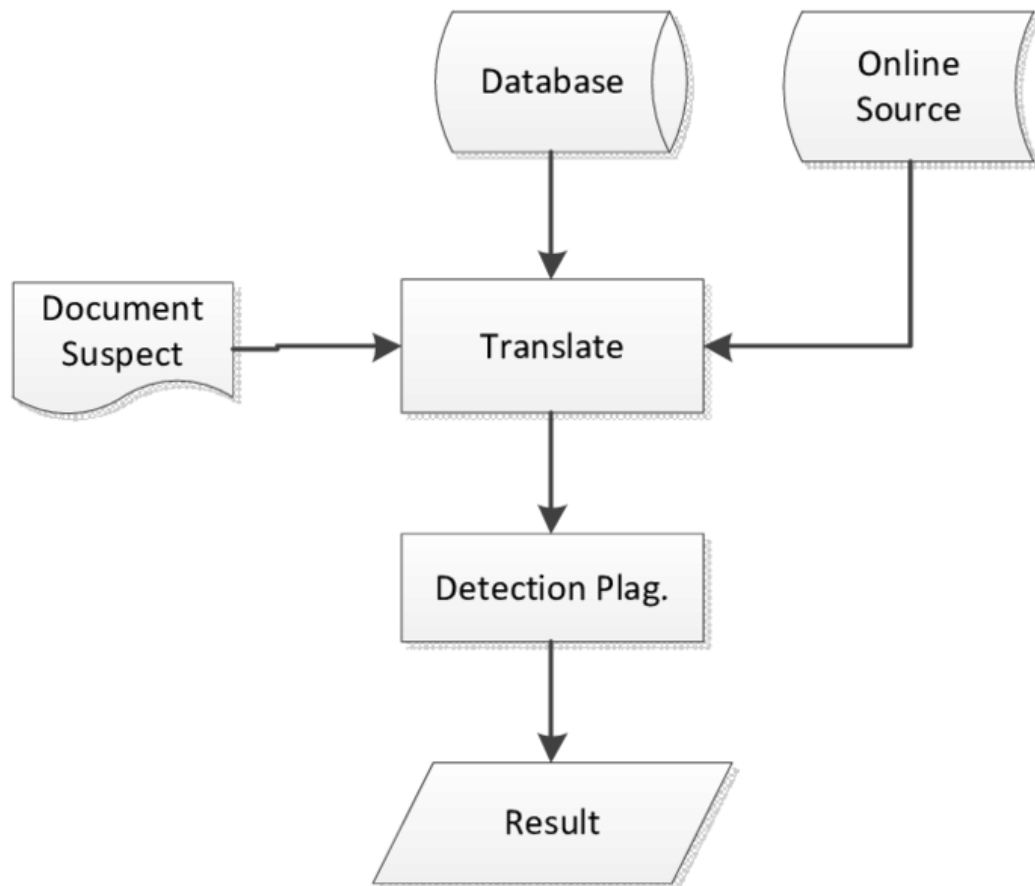 Database
Online
Source
Document
Suspect
Translate
Detection Plag.
Result